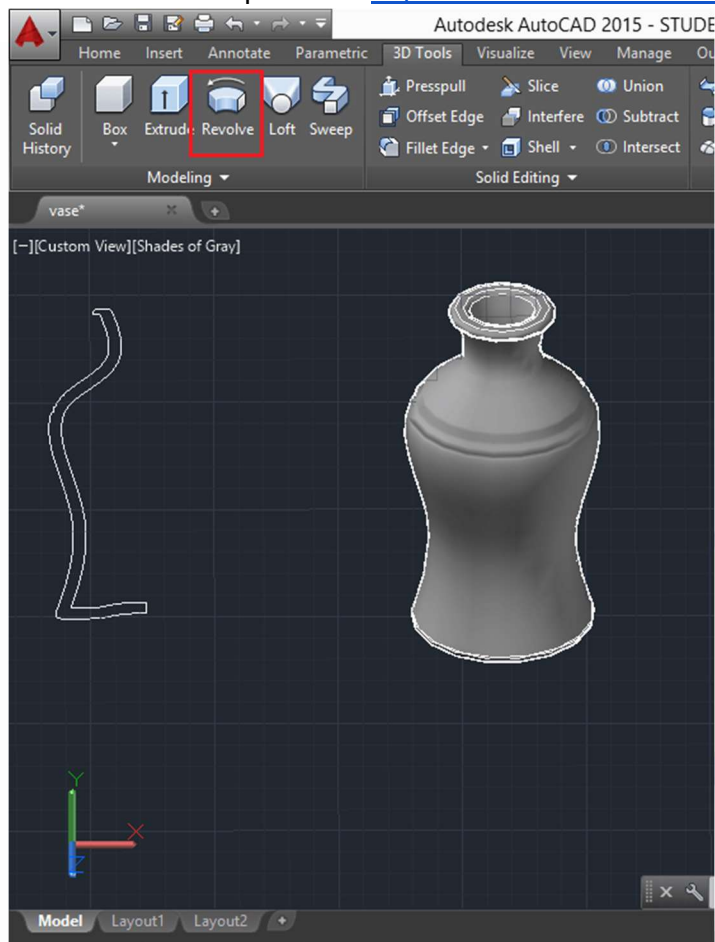 Autodesk AutoCAD 2015 - STUDE
Home Insert Annotate Parametric 3D Tools Visualize View Manage Ou
Presspull Slice Union
Offset Edge Interfere Subtract
Solid History Box Extrude Revolve Loft Sweep
Fillet Edge Shell Intersect
Modeling Solid Editing
vase*
[−][Custom View][Shades of Gray]
Y
X
Z
Model Layout1 Layout2